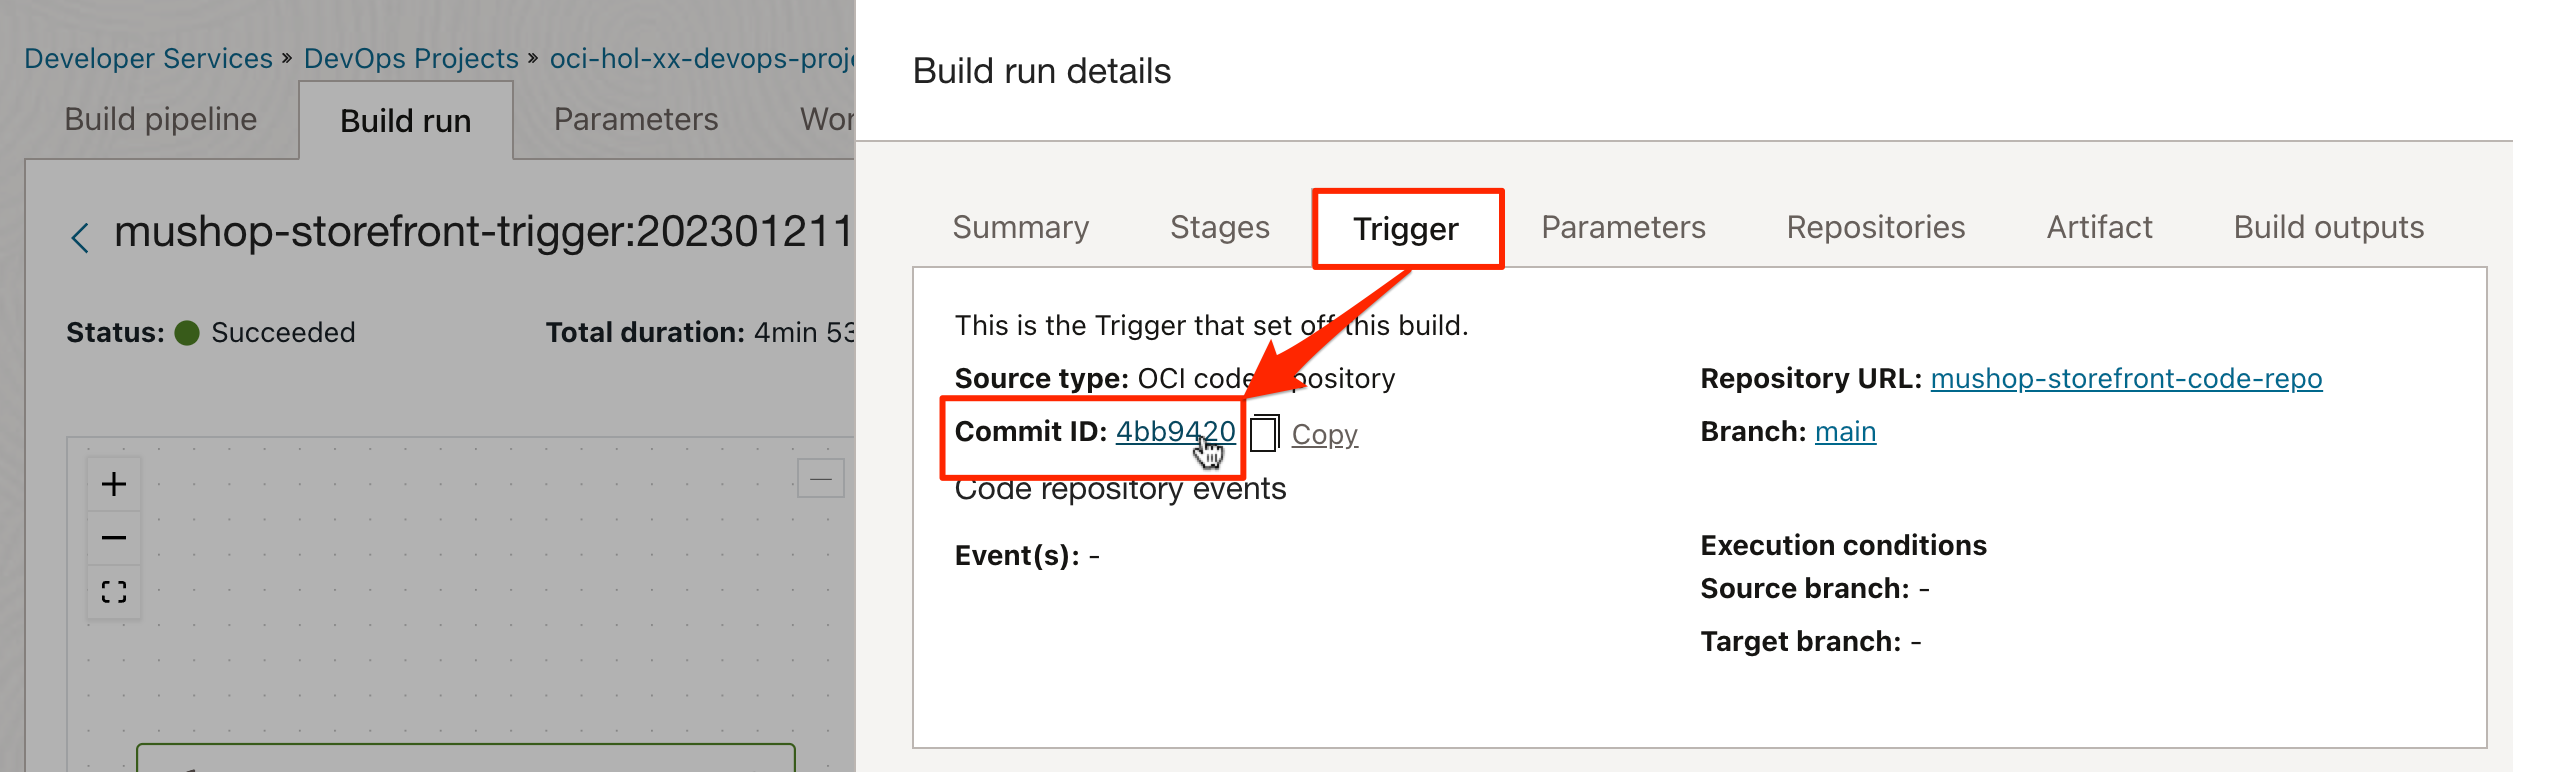 Developer Services » DevOps Projects » oci-hol-xx-devops-proje
Build pipeline Build run Parameters Wor
mushop-storefront-trigger:202301211
Status: Succeeded Total duration: 4min 53
Build run details
Summary Stages Trigger Parameters Repositories Artifact Build outputs
This is the Trigger that set off this build.
Source type: OCI code repository
Commit ID: 4bb9420 Copy
Code repository events
Event(s): -
Repository URL: mushop-storefront-code-repo
Branch: main
Execution conditions
Source branch: -
Target branch: -